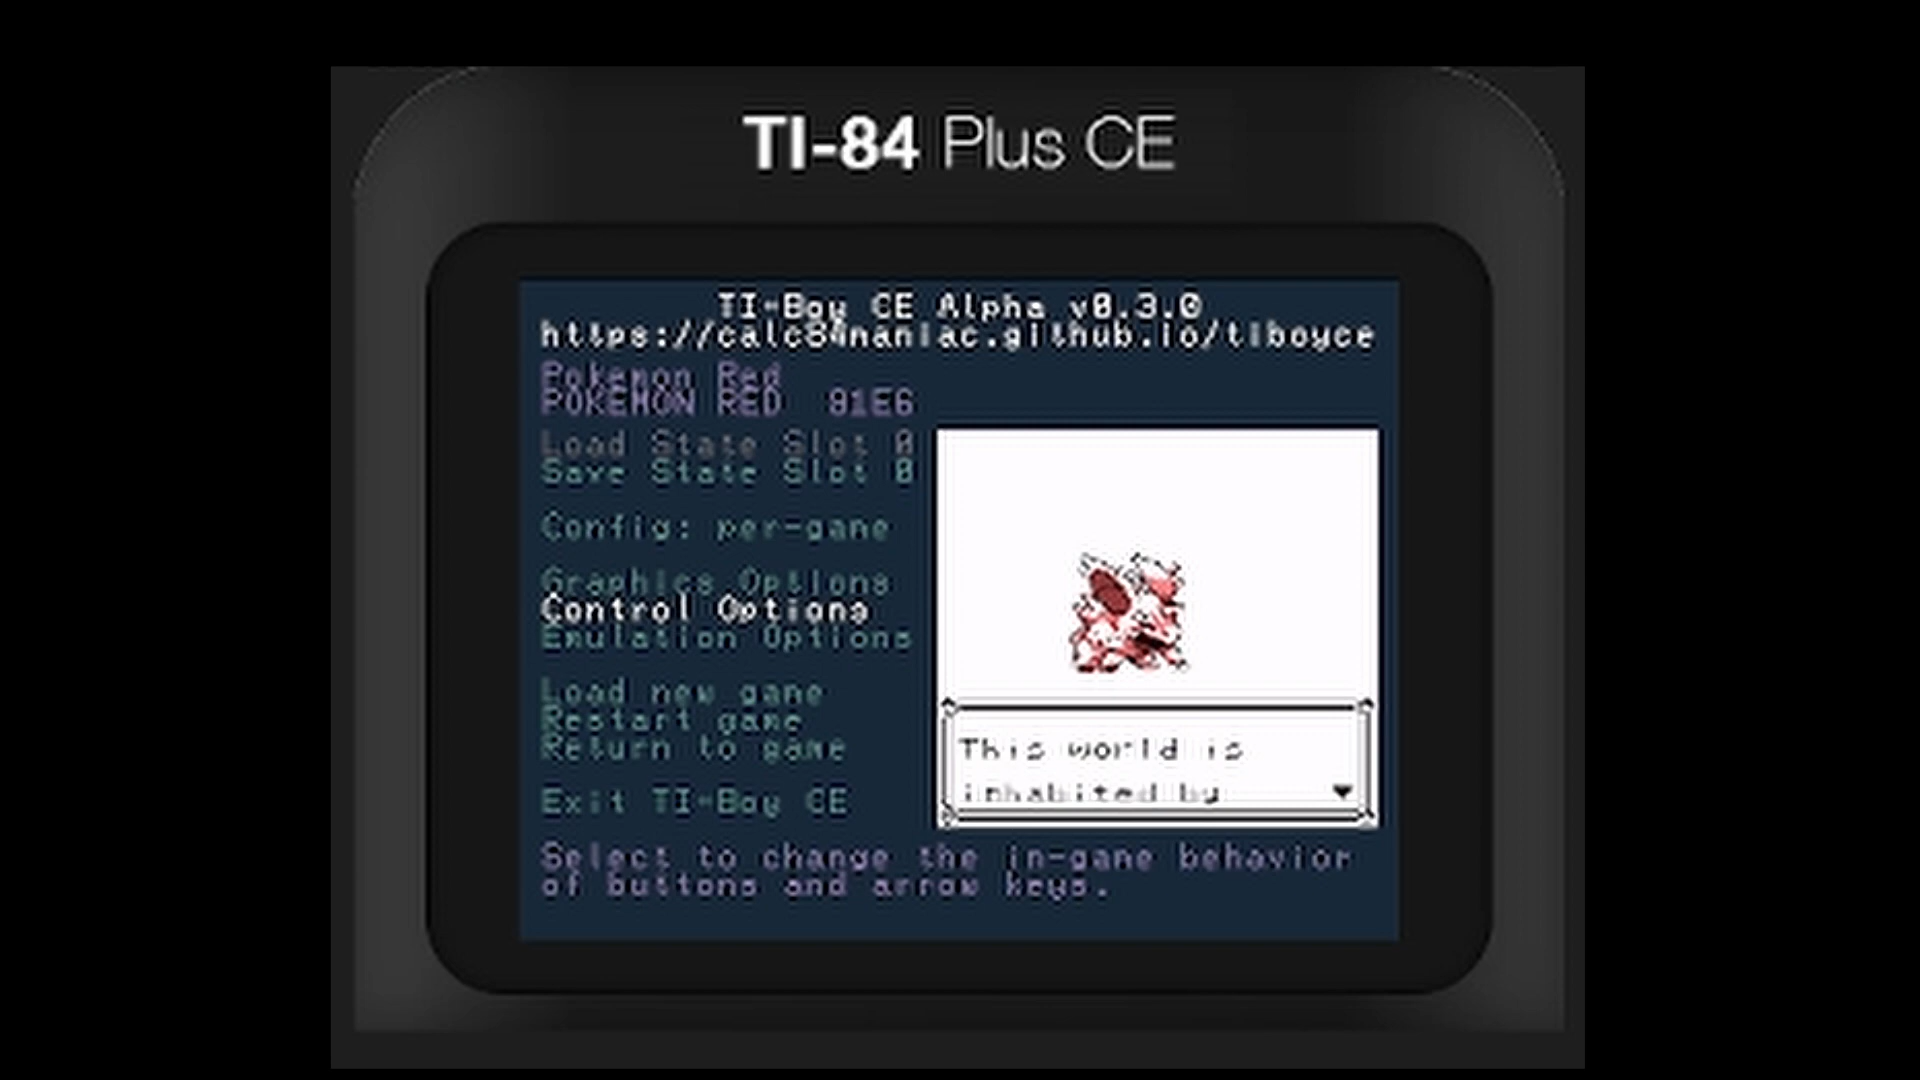 TI-84 Plus CE
TI-Boy CE Alpha v0.3.0
https://calc84maniac.github.io/tiboyce
Pokemon Red
POKEMON RED 91E6
Load State Slot 0
Save State Slot 0
Config: per-game
Graphics Options
Control Options
Emulation Options
Load new game
Restart game
Return to game
Exit TI-Boy CE
This world is
inhabited by
Select to change the in-game behavior
of buttons and arrow keys.